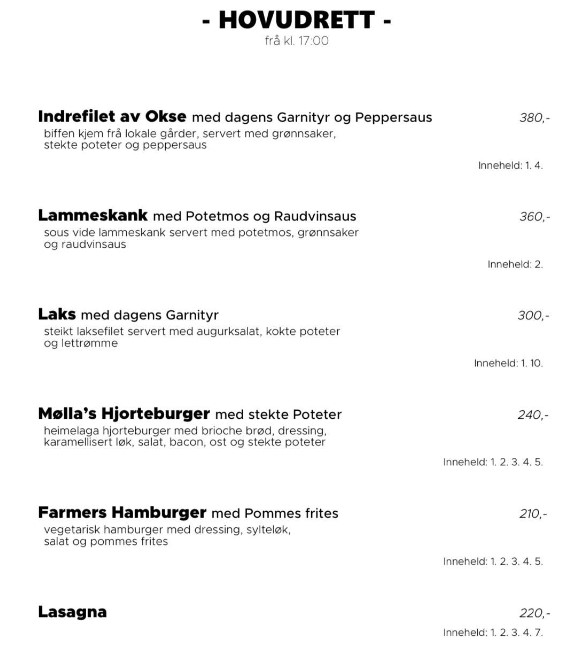 - HOVUDRETT -
frå kl. 17:00
Indrefilet av Okse med dagens Garnityr og Peppersaus 380,-
biffen kjem frå lokale gårder, servert med grønnsaker,
stekte poteter og peppersaus
Inneheld: 1. 4.
Lammeskank med Potetmos og Raudvinsaus 360,-
sous vide lammeskank servert med potetmos, grønnsaker
og raudvinsaus
Inneheld: 2.
Laks med dagens Garnityr 300,-
steikt laksefilet servert med augurksalat, kokte poteter
og lettrømme
Inneheld: 1. 10.
Mølla's Hjorteburger med stekte Poteter 240,-
heimelaga hjorteburger med brioche brød, dressing,
karamellisert løk, salat, bacon, ost og stekte poteter
Inneheld: 1. 2. 3. 4. 5.
Farmers Hamburger med Pommes frites 210,-
vegetarisk hamburger med dressing, sylteløk,
salat og pommes frites
Inneheld: 1. 2. 3. 4. 5.
Lasagna 220,-
Inneheld: 1. 2. 3. 4. 7.